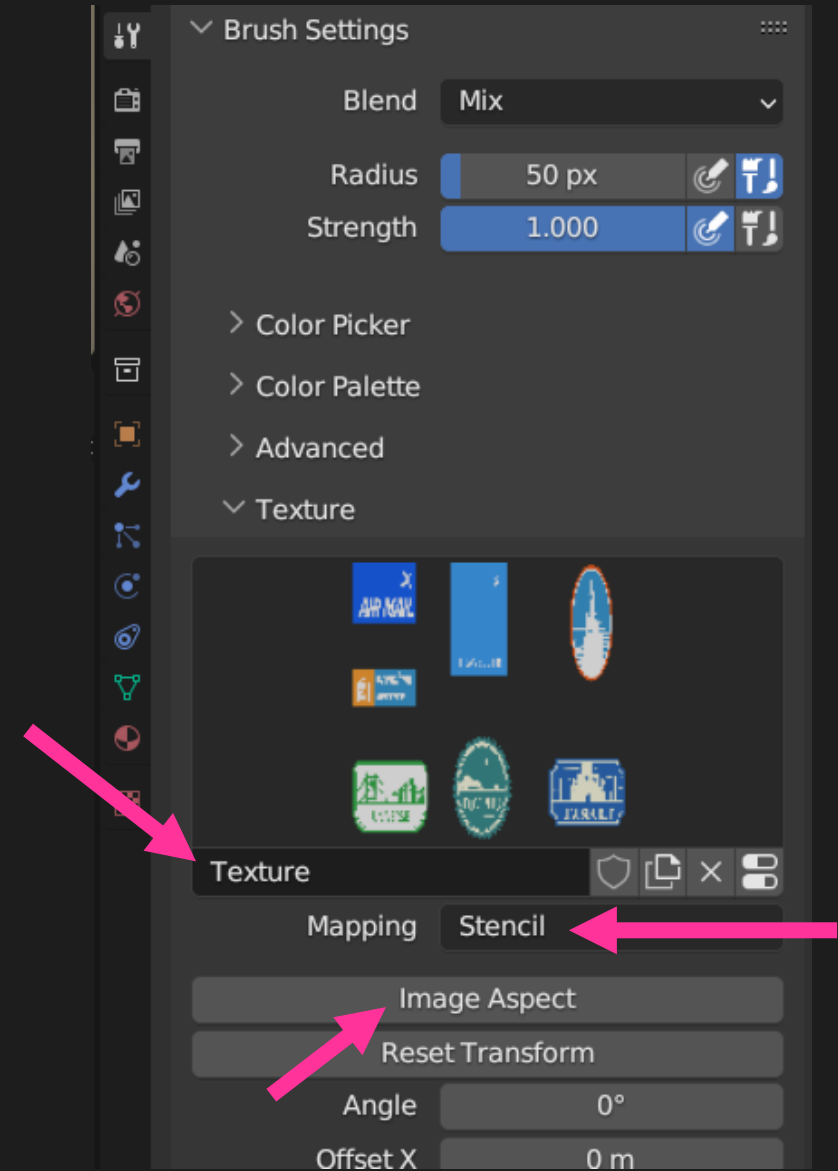 Brush Settings
Blend Mix
Radius 50 px
Strength 1.000
Color Picker
Color Palette
Advanced
Texture
AIR MAIL
Texture
Mapping Stencil
Image Aspect
Reset Transform
Angle 0°
Offset X 0 m